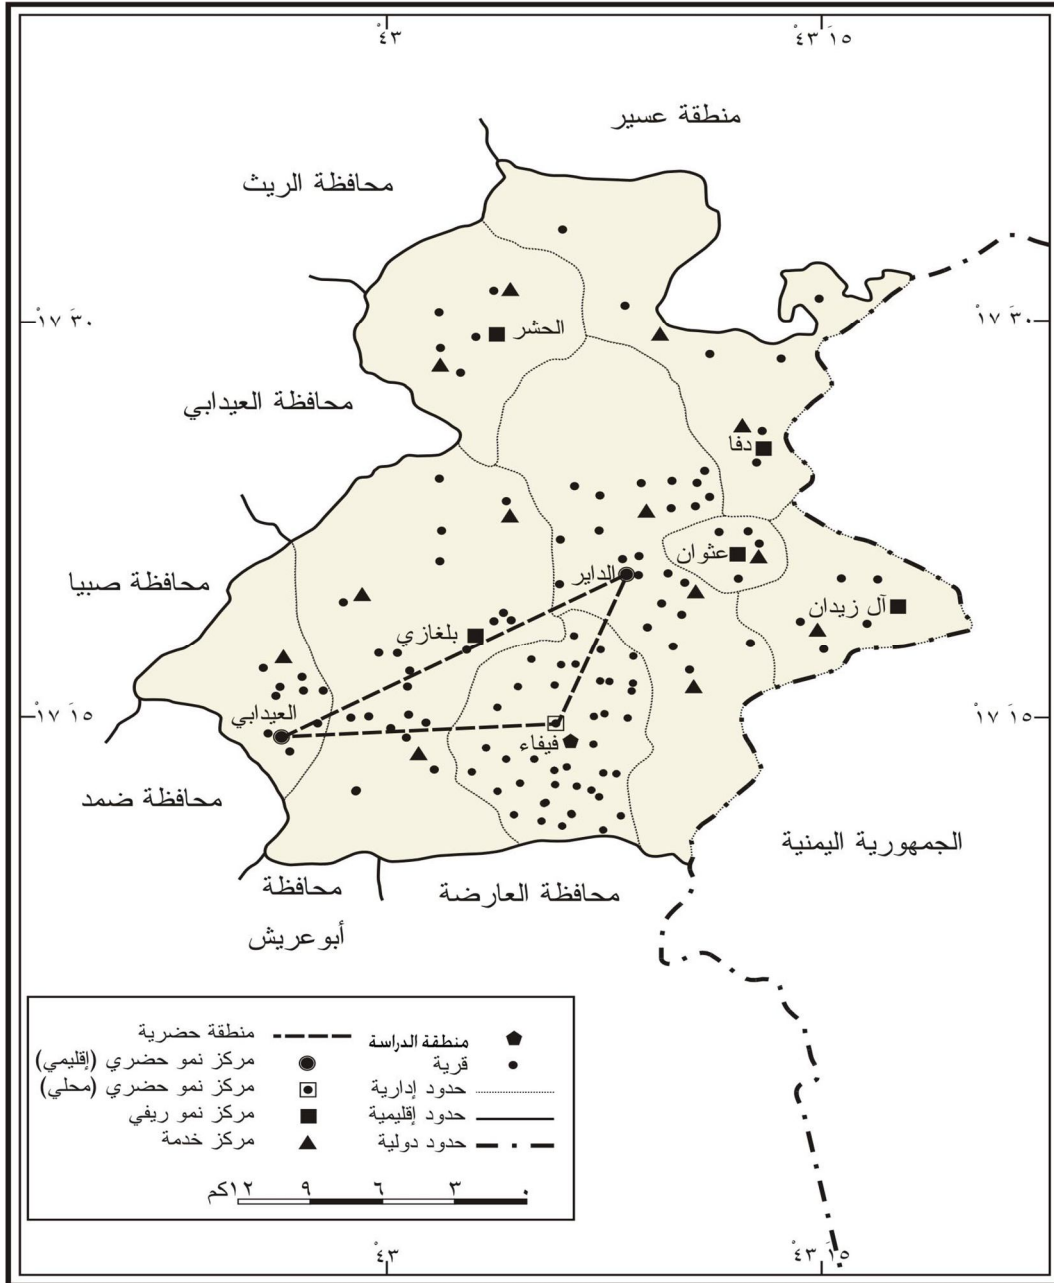 ٤٣ْ
٤٣ْ ١٥َ
منطقة عسير
محافظة الريث
١٧ْ ٣٠َ
١٧ْ ٣٠َ
الحشر
محافظة العيدابي
دفا
عثوان
الداير
محافظة صبيا
آل زيدان
بلغازي
العيدابي
١٧ْ ١٥َ
١٧ْ ١٥َ
فيفاء
محافظة ضمد
الجمهورية اليمنية
محافظة العارضة
محافظة
أبوعريش
منطقة الدراسة
قرية
حدود إدارية
حدود إقليمية
حدود دولية
منطقة حضرية
مركز نمو حضري (إقليمي)
مركز نمو حضري (محلي)
مركز نمو ريفي
مركز خدمة
٠ ٣ ٦ ٩ ١٢كم
٤٣ْ
٤٣ْ ١٥َ